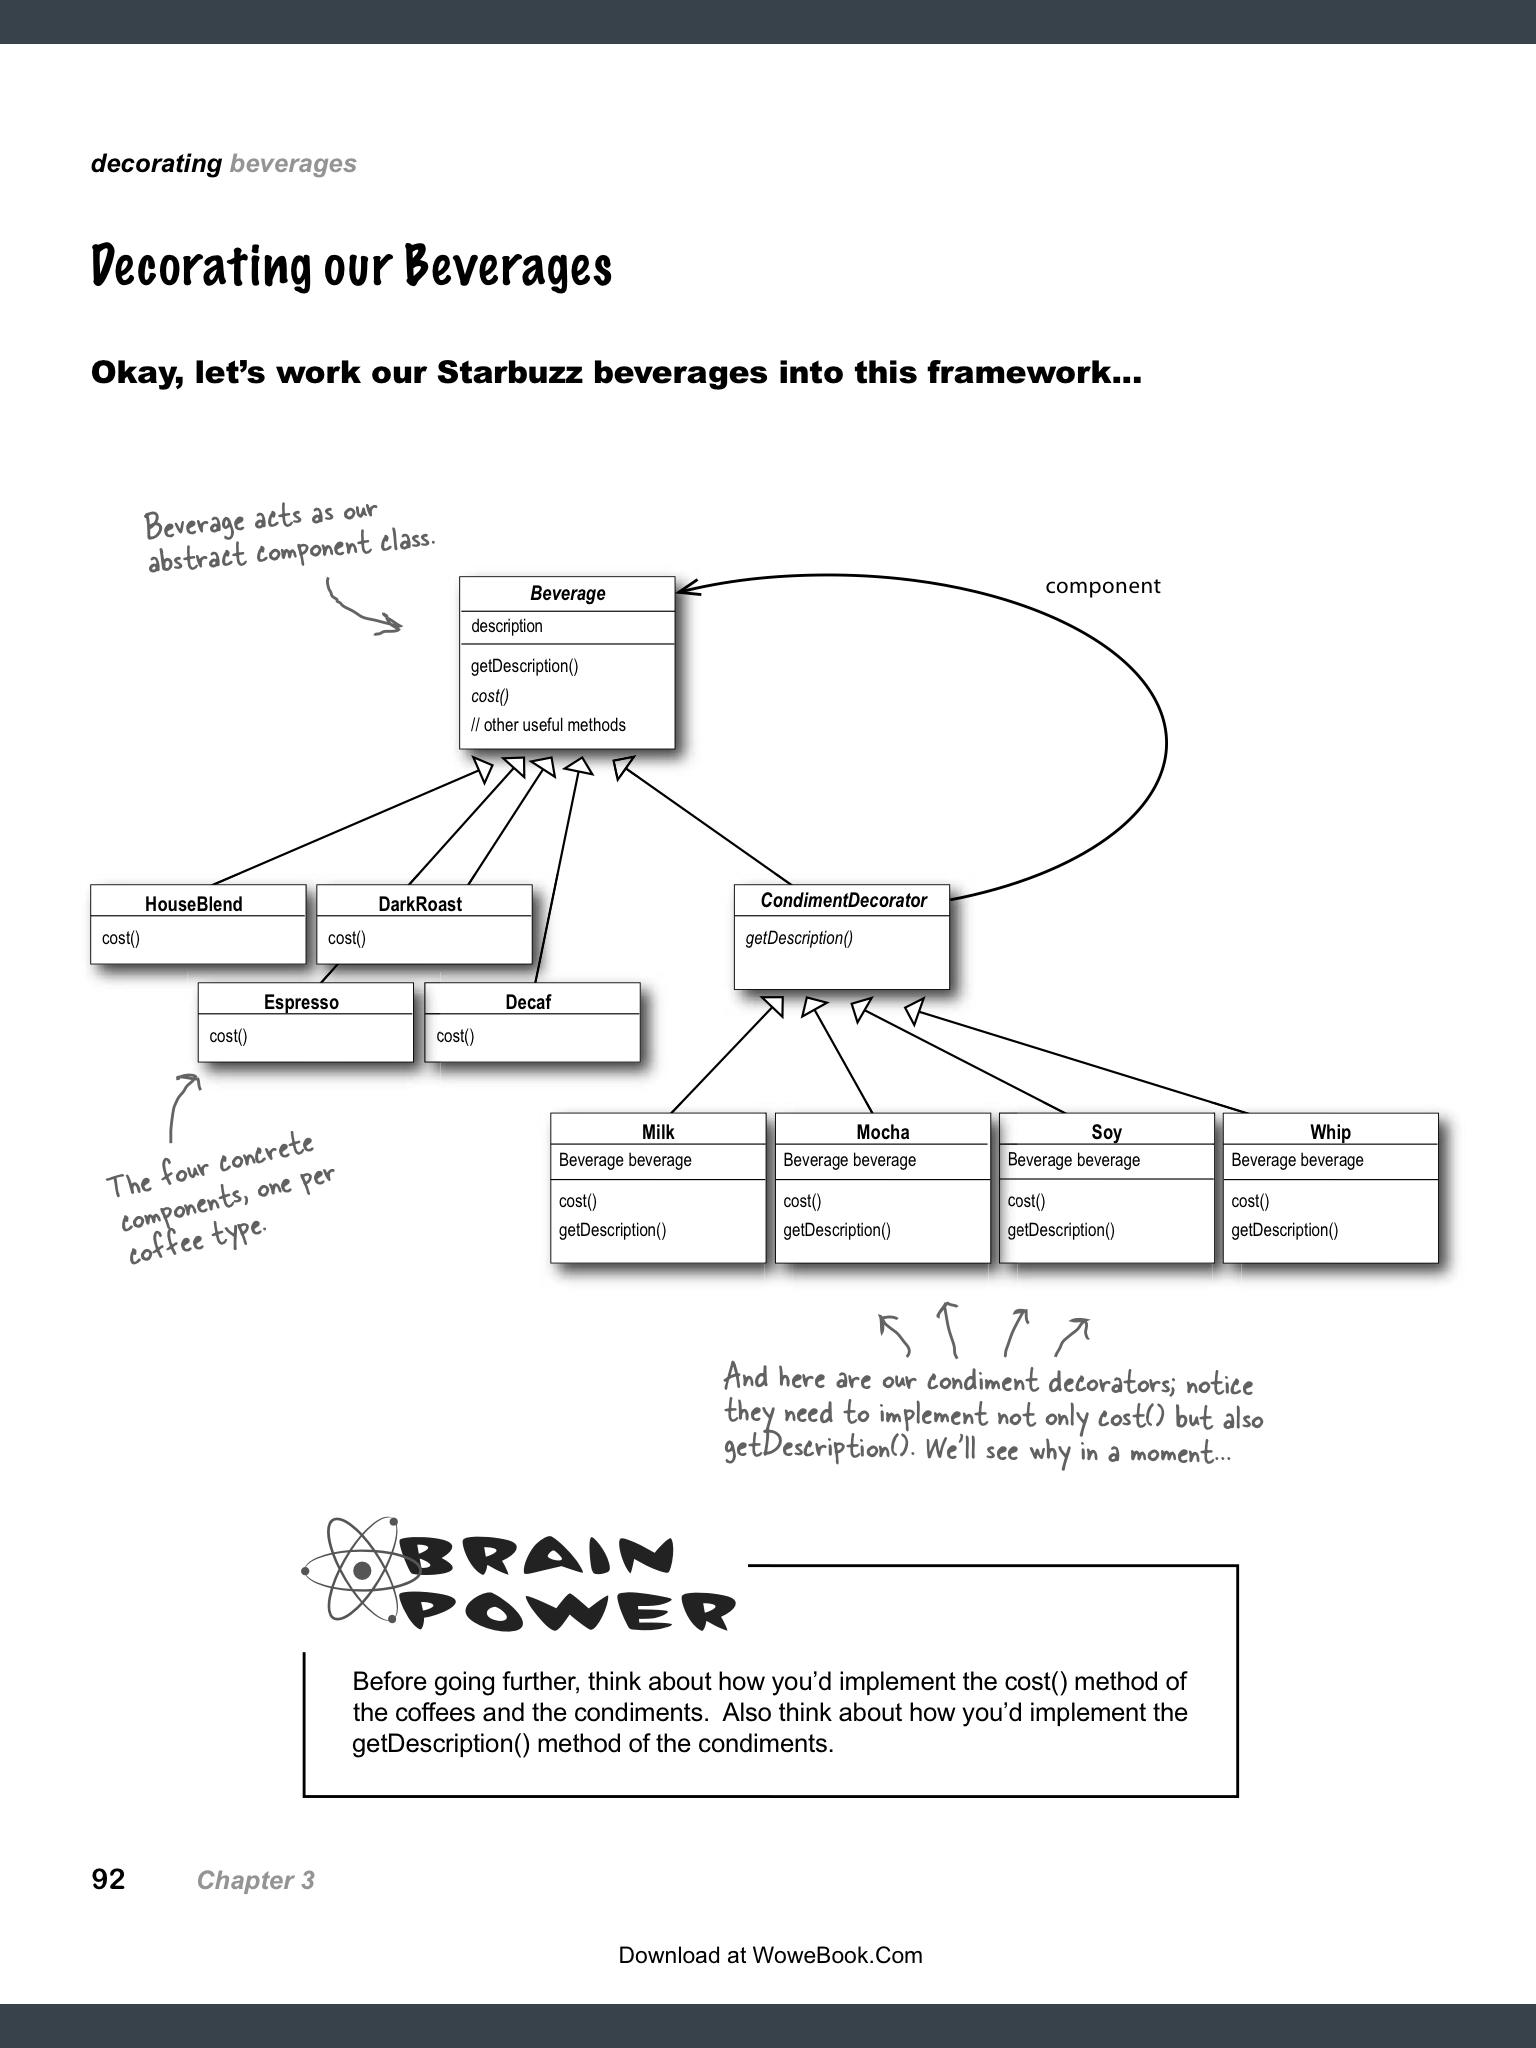 decorating beverages
Decorating our Beverages
Okay, let’s work our Starbuzz beverages into this framework...
Beverage acts as our
abstract component class.
component
Beverage
description
getDescription()
cost()
// other useful methods
HouseBlend
cost()
DarkRoast
cost()
CondimentDecorator
getDescription()
Espresso
cost()
Decaf
cost()
The four concrete
components, one per
coffee type.
Milk
Beverage beverage
cost()
getDescription()
Mocha
Beverage beverage
cost()
getDescription()
Soy
Beverage beverage
cost()
getDescription()
Whip
Beverage beverage
cost()
getDescription()
And here are our condiment decorators; notice
they need to implement not only cost() but also
getDescription(). We’ll see why in a moment...
BRAIN
POWER
Before going further, think about how you’d implement the cost() method of
the coffees and the condiments.  Also think about how you’d implement the
getDescription() method of the condiments.
92 Chapter 3
Download at WoweBook.Com